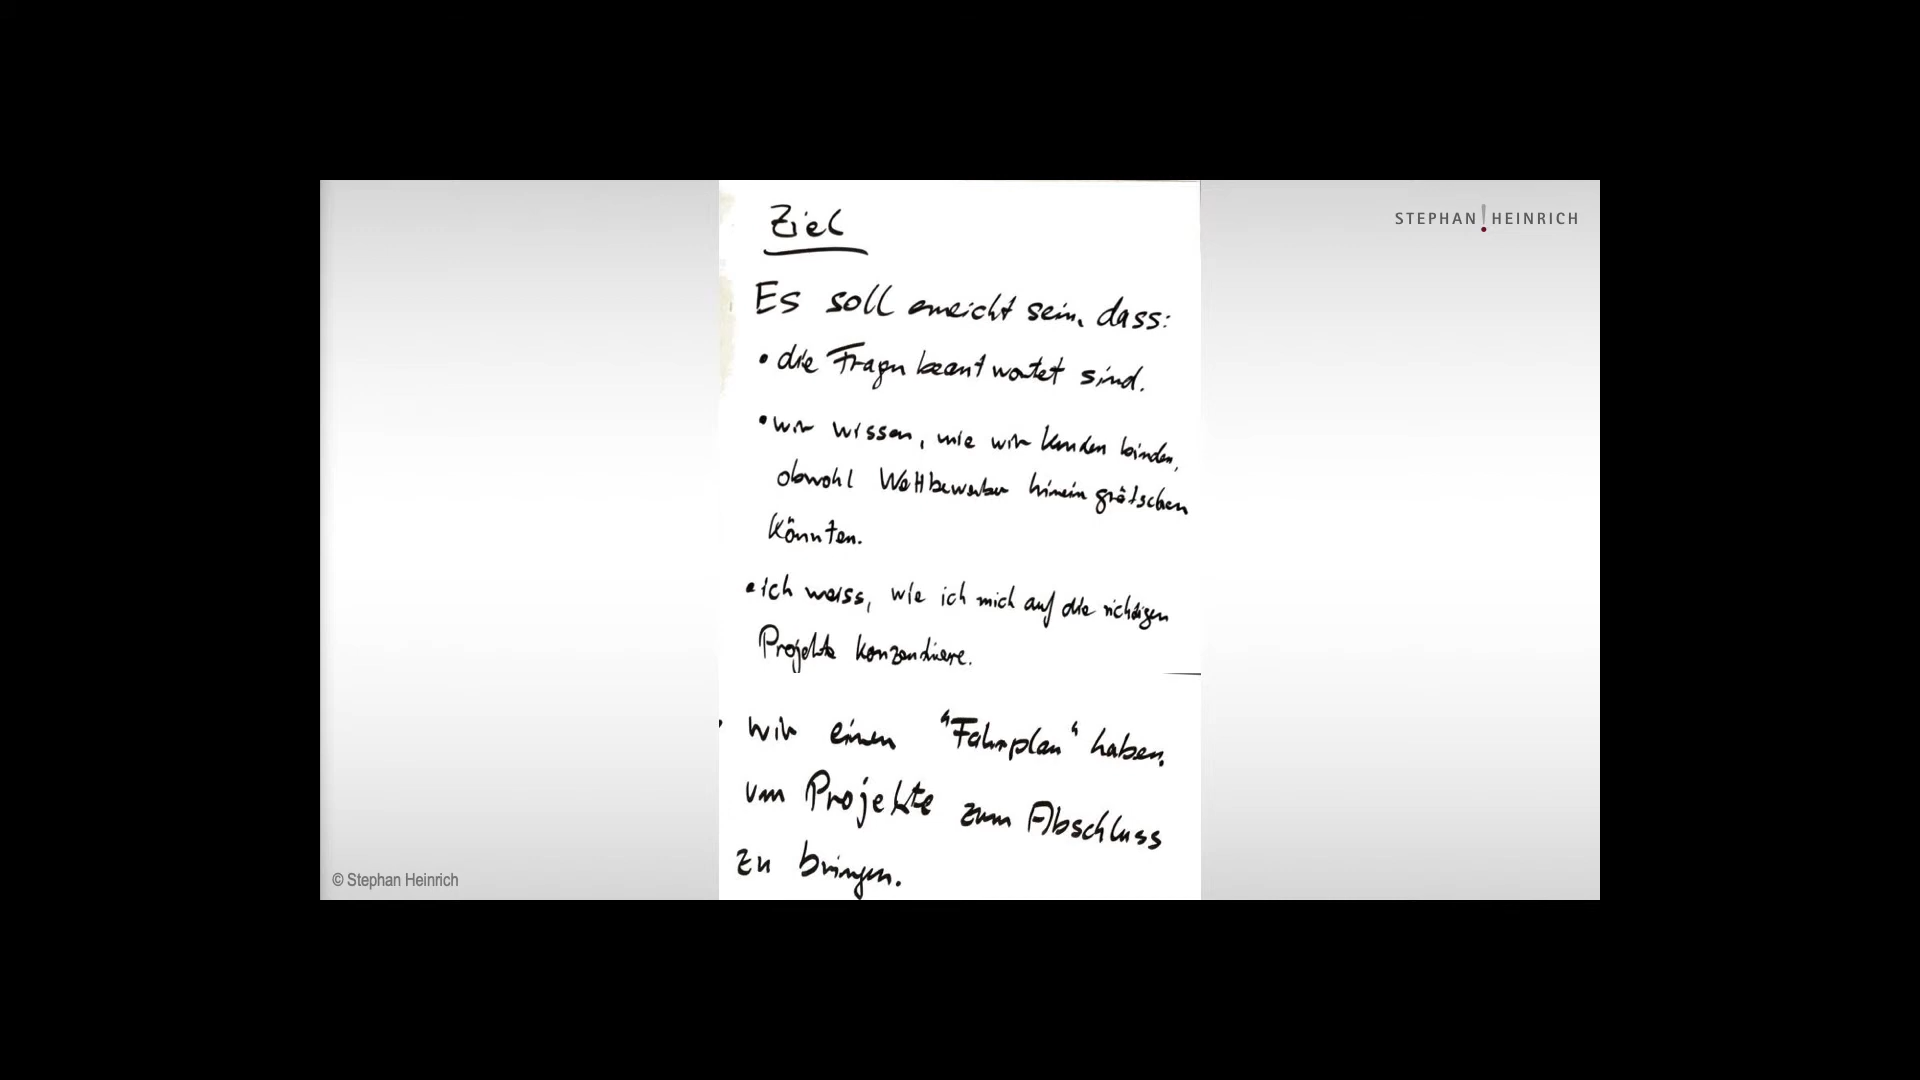 STEPHAN HEINRICH
Ziel
Es soll erreicht sein, dass:
• die Fragen beantwortet sind.
• wir wissen, wie wir Kunden binden,
obwohl Wettbewerber hinein grätschen
könnten.
• ich weiss, wie ich mich auf die richtigen
Projekte konzentriere.
• wir einen "Fahrplan" haben,
um Projekte zum Abschluss
zu bringen.
© Stephan Heinrich